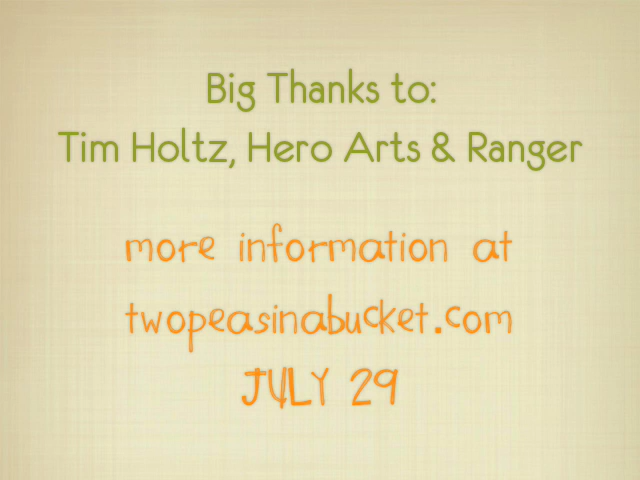 Big Thanks to:
Tim Holtz, Hero Arts & Ranger
more information at
twopeasinabucket.com
JULY 29